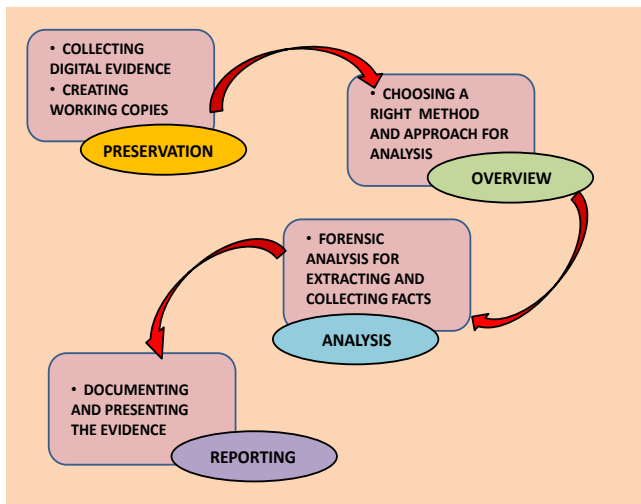 • COLLECTING
DIGITAL EVIDENCE
• CREATING
WORKING COPIES
PRESERVATION
• CHOOSING A
RIGHT METHOD
AND APPROACH FOR
ANALYSIS
OVERVIEW
• FORENSIC
ANALYSIS FOR
EXTRACTING AND
COLLECTING FACTS
ANALYSIS
• DOCUMENTING
AND PRESENTING
THE EVIDENCE
REPORTING